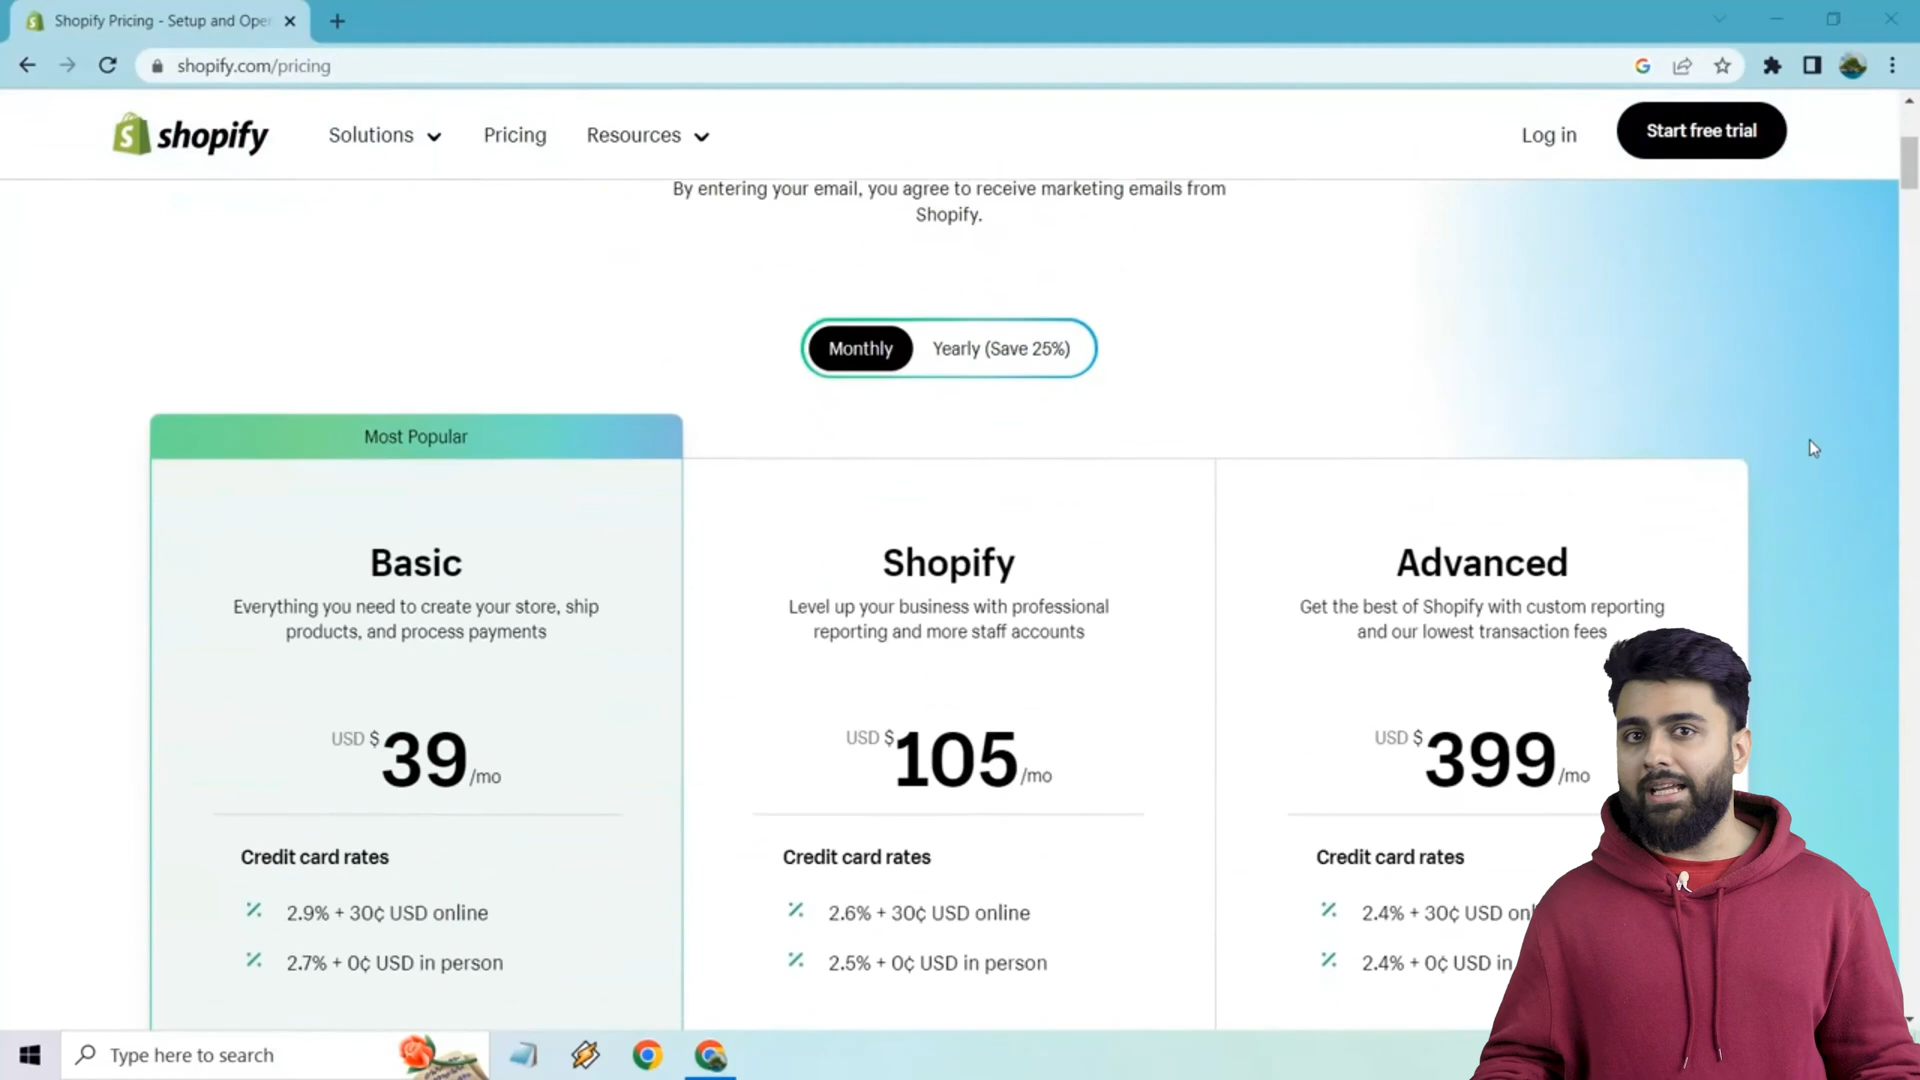 Shopify Pricing - Setup and Oper
shopify.com/pricing
shopify
Solutions
Pricing
Resources
Log in
Start free trial
By entering your email, you agree to receive marketing emails from
Shopify.
Monthly
Yearly (Save 25%)
Most Popular
Basic
Everything you need to create your store, ship
products, and process payments
USD $39/mo
Credit card rates
2.9% + 30¢ USD online
2.7% + 0¢ USD in person
Shopify
Level up your business with professional
reporting and more staff accounts
USD $105/mo
Credit card rates
2.6% + 30¢ USD online
2.5% + 0¢ USD in person
Advanced
Get the best of Shopify with custom reporting
and our lowest transaction fees
USD $399/mo
Credit card rates
2.4% + 30¢ USD onl
2.4% + 0¢ USD in
Type here to search